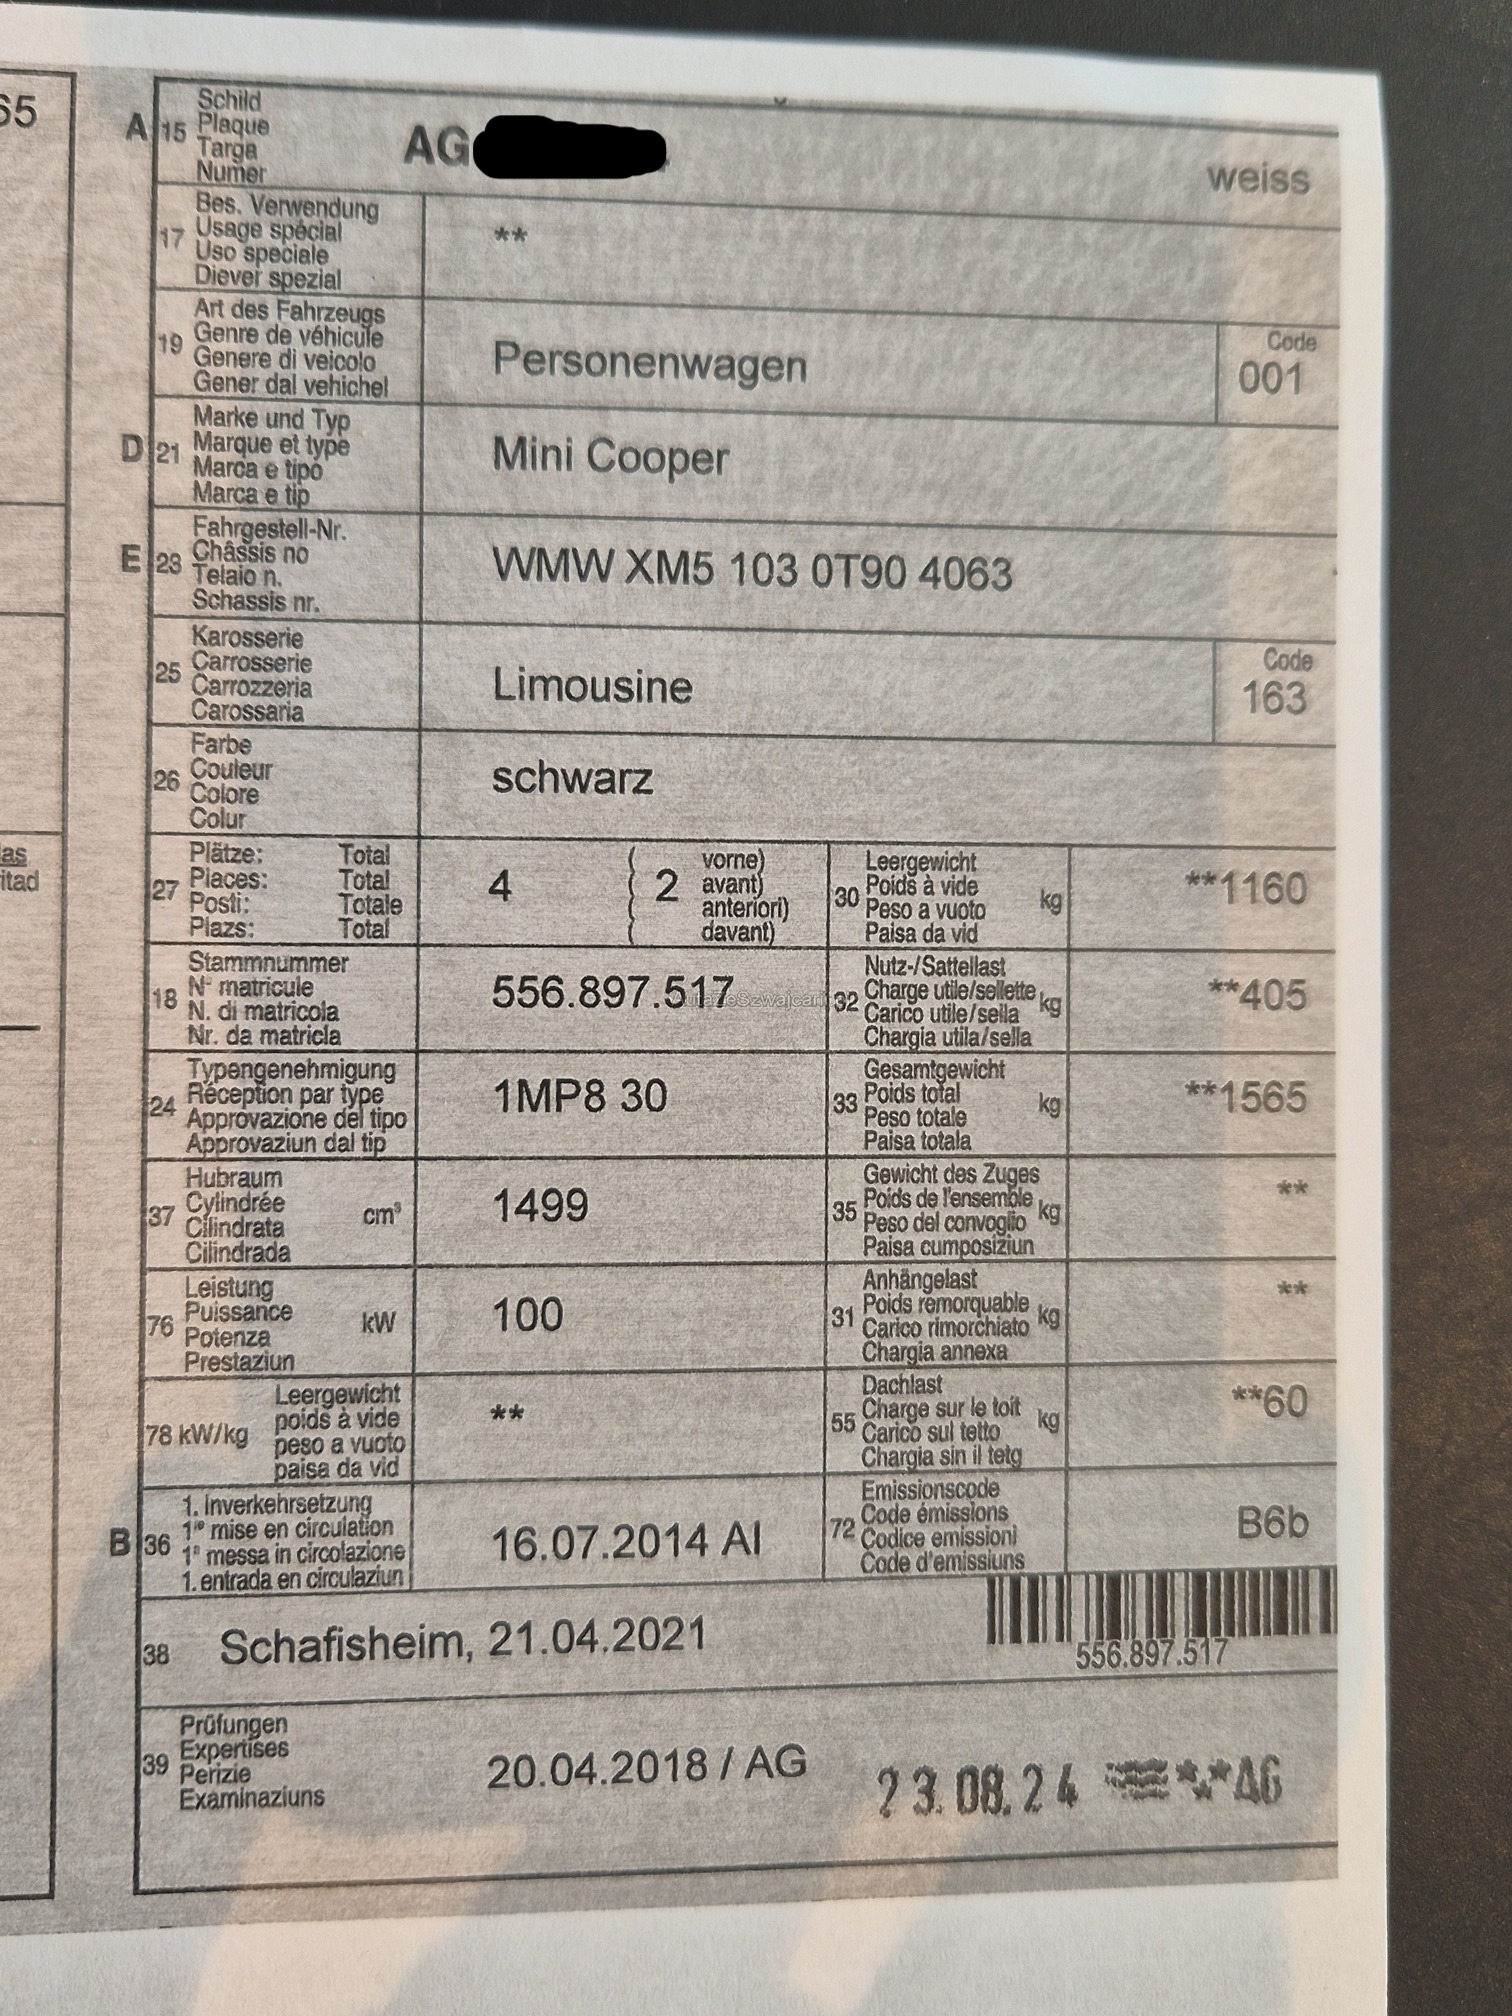 65
A 15 Schild
Plaque
Targa
Numer
AG
weiss
17 Bes. Verwendung
Usage spécial
Uso speciale
Diever spezial
**
19 Art des Fahrzeugs
Genre de véhicule
Genere di veicolo
Gener dal vehichel
Personenwagen
Code
001
D 21 Marke und Typ
Marque et type
Marca e tipo
Marca e tip
Mini Cooper
E 23 Fahrgestell-Nr.
Châssis no
Telaio n.
Schassis nr.
WMW XM5 103 0T90 4063
25 Karosserie
Carrosserie
Carrozzeria
Carossaria
Limousine
Code
163
26 Farbe
Couleur
Colore
Colur
schwarz
27 Plätze: Total
Places: Total
Posti: Totale
Plazs: Total
4 ( 2 vorne)
avant)
anteriori)
davant)
30 Leergewicht
Poids à vide
Peso a vuoto
Paisa da vid
kg
**1160
18 Stammnummer
N° matricule
N. di matricola
Nr. da matricla
556.897.517
32 Nutz-/Sattellast
Charge utile/sellette
Carico utile/sella
Chargia utila/sella
kg
**405
24 Typengenehmigung
Réception par type
Approvazione del tipo
Approvaziun dal tip
1MP8 30
33 Gesamtgewicht
Poids total
Peso totale
Paisa totala
kg
**1565
37 Hubraum
Cylindrée
Cilindrata
Cilindrada
cm³
1499
35 Gewicht des Zuges
Poids de l'ensemble
Peso del convoglio
Paisa cumposiziun
kg
**
76 Leistung
Puissance
Potenza
Prestaziun
kW
100
31 Anhängelast
Poids remorquable
Carico rimorchiato
Chargia annexa
kg
**
78 kW/kg
Leergewicht
poids à vide
peso a vuoto
paisa da vid
**
55 Dachlast
Charge sur le toit
Carico sul tetto
Chargia sin il tetg
kg
**60
B 36 1. Inverkehrsetzung
1re mise en circulation
1a messa in circolazione
1. entrada en circulaziun
16.07.2014 AI
72 Emissionscode
Code émissions
Codice emissioni
Code d'emissiuns
B6b
38 Schafisheim, 21.04.2021
556.897.517
39 Prüfungen
Expertises
Perizie
Examinaziuns
20.04.2018 / AG
23.08.24
AG